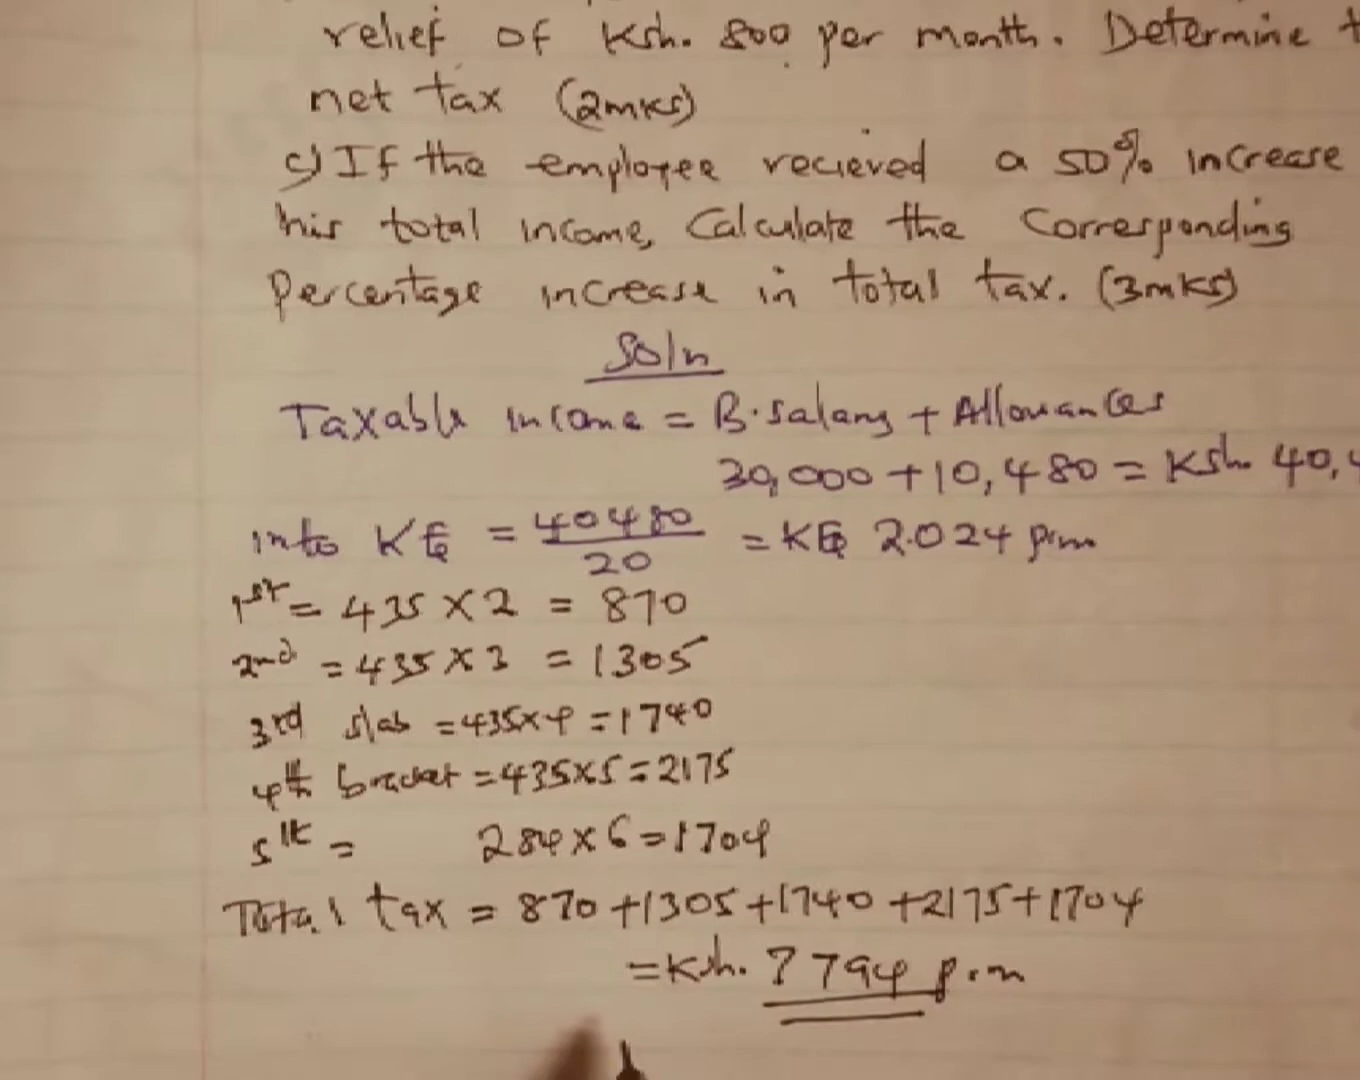 relief of Ksh. 800 per month. Determine t
net tax (2mks)
c) If the employee recieved a 50% increase
his total income, Calculate the Corresponding
Percentage increase in total tax. (3mks)
Soln
Taxable income = B.Salary + Allowances
30,000 + 10,480 = Ksh. 40,4
into K£ = 40480/20 = K£ 2024 p.m
1st = 435 × 2 = 870
2nd = 435 × 3 = 1305
3rd slab = 435×4 = 1740
4th bracket = 435×5 = 2175
5th = 284 × 6 = 1704
Total tax = 870 + 1305 + 1740 + 2175 + 1704
= Ksh. 7794 p.m